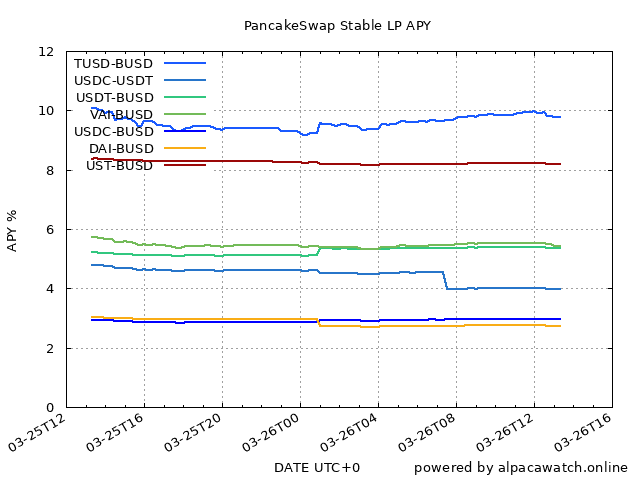 PancakeSwap Stable LP APY
12
10
8
6
4
2
0
APY %
TUSD-BUSD
USDC-USDT
USDT-BUSD
VAI-BUSD
USDC-BUSD
DAI-BUSD
UST-BUSD
03-25T12
03-25T16
03-25T20
03-26T00
03-26T04
03-26T08
03-26T12
03-26T16
DATE UTC+0
powered by alpacawatch.online